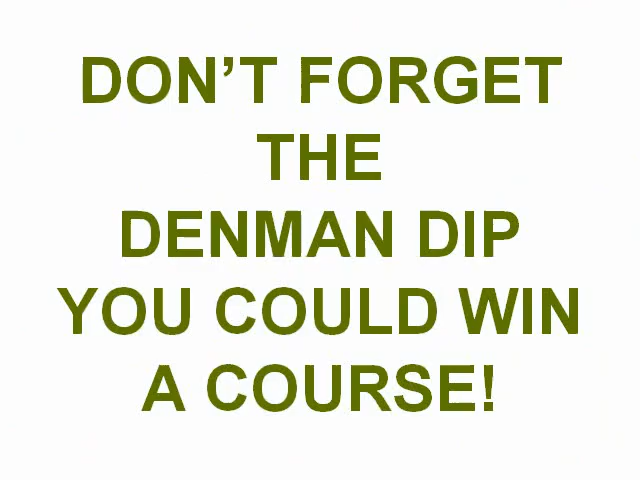 DON’T FORGET
THE
DENMAN DIP
YOU COULD WIN
A COURSE!